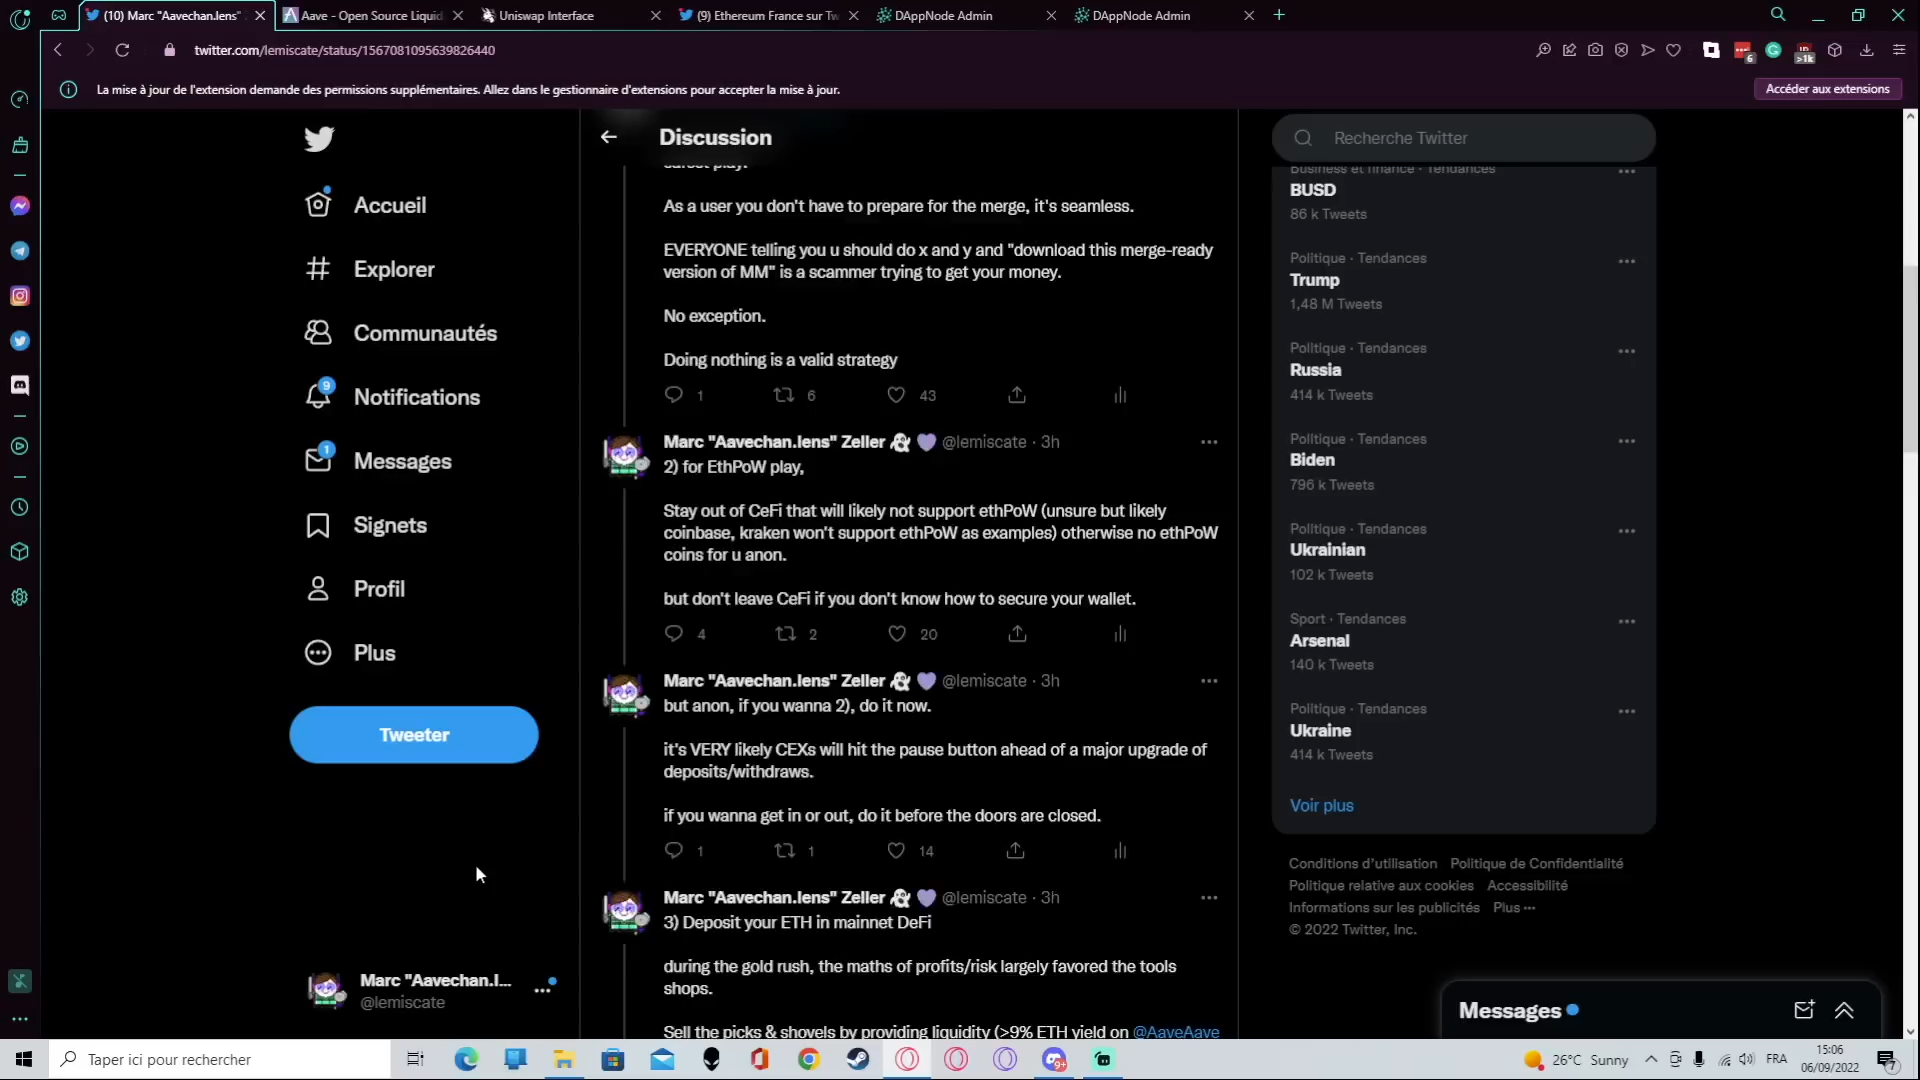 (10) Marc "Aavechan.lens"
Aave - Open Source Liquid
Uniswap Interface
(9) Ethereum France sur Tw
DAppNode Admin
DAppNode Admin
twitter.com/lemiscate/status/1567081095639826440
6
>1k
La mise à jour de l'extension demande des permissions supplémentaires. Allez dans le gestionnaire d'extensions pour accepter la mise à jour.
Accéder aux extensions
Accueil
Explorer
Communautés
9
Notifications
1
Messages
Signets
Profil
Plus
Tweeter
Marc "Aavechan.l...
@lemiscate
Discussion
As a user you don't have to prepare for the merge, it's seamless.
EVERYONE telling you u should do x and y and "download this merge-ready
version of MM" is a scammer trying to get your money.
No exception.
Doing nothing is a valid strategy
1 6 43
Marc "Aavechan.lens" Zeller @lemiscate · 3h
2) for EthPoW play,
Stay out of CeFi that will likely not support ethPoW (unsure but likely
coinbase, kraken won't support ethPoW as examples) otherwise no ethPoW
coins for u anon.
but don't leave CeFi if you don't know how to secure your wallet.
4 2 20
Marc "Aavechan.lens" Zeller @lemiscate · 3h
but anon, if you wanna 2), do it now.
it's VERY likely CEXs will hit the pause button ahead of a major upgrade of
deposits/withdraws.
if you wanna get in or out, do it before the doors are closed.
1 1 14
Marc "Aavechan.lens" Zeller @lemiscate · 3h
3) Deposit your ETH in mainnet DeFi
during the gold rush, the maths of profits/risk largely favored the tools
shops.
Sell the picks & shovels by providing liquidity (>9% ETH yield on @AaveAave
Recherche Twitter
Business et finance · Tendances
BUSD
86 k Tweets
Politique · Tendances
Trump
1,48 M Tweets
Politique · Tendances
Russia
414 k Tweets
Politique · Tendances
Biden
796 k Tweets
Politique · Tendances
Ukrainian
102 k Tweets
Sport · Tendances
Arsenal
140 k Tweets
Politique · Tendances
Ukraine
414 k Tweets
Voir plus
Conditions d'utilisation Politique de Confidentialité
Politique relative aux cookies Accessibilité
Informations sur les publicités Plus ···
© 2022 Twitter, Inc.
Messages
Taper ici pour rechercher
9+
26°C Sunny
FRA
15:06
06/09/2022
7